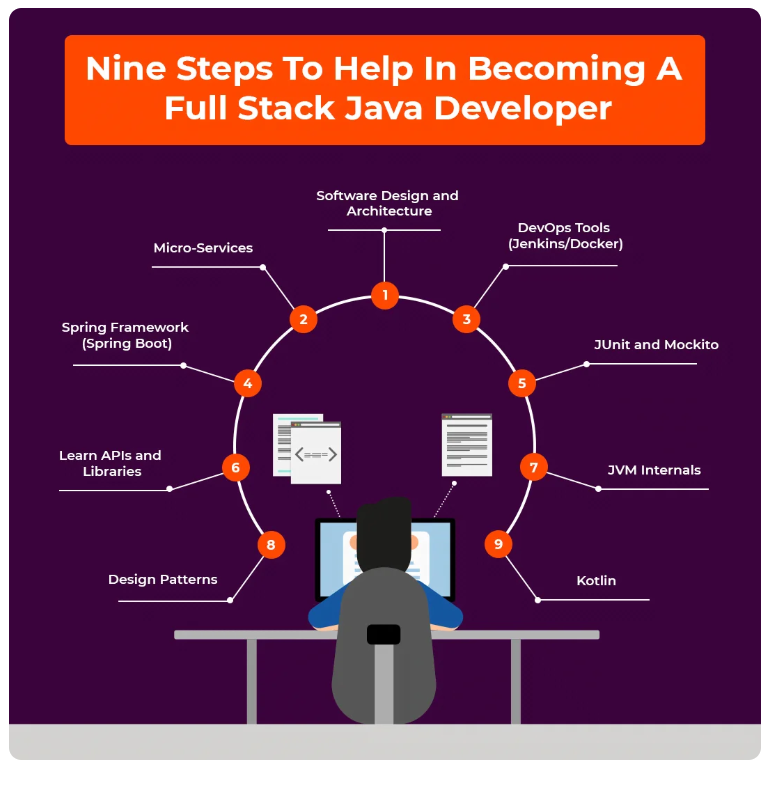 Nine Steps To Help In Becoming A
Full Stack Java Developer
Software Design and
Architecture
1
Micro-Services
2
DevOps Tools
(Jenkins/Docker)
3
Spring Framework
(Spring Boot)
4
JUnit and Mockito
5
Learn APIs and
Libraries
6
JVM Internals
7
Design Patterns
8
Kotlin
9